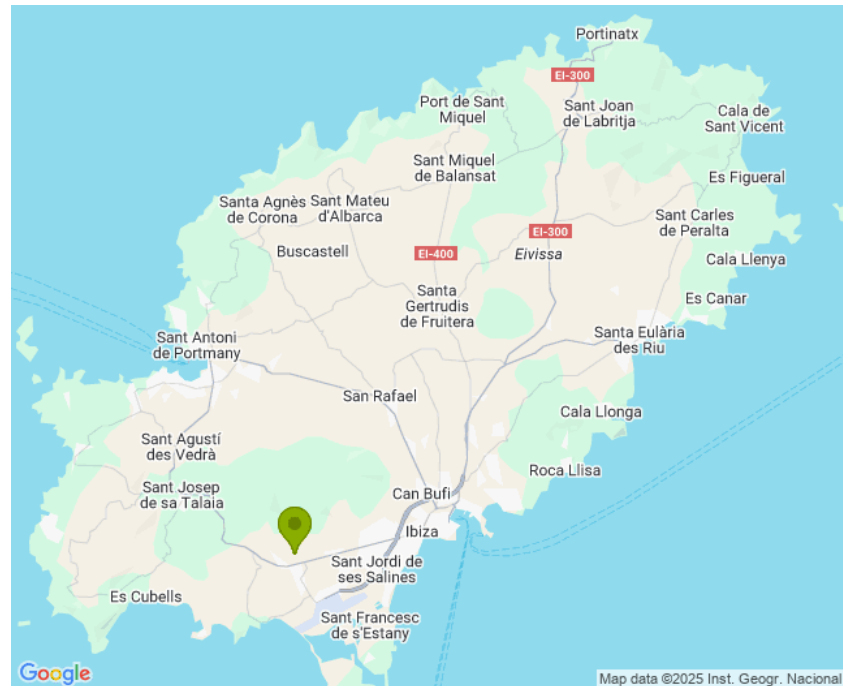 Portinatx
EI-300
Port de Sant
Miquel
Sant Joan
de Labritja
Cala de
Sant Vicent
Sant Miquel
de Balansat
Es Figueral
Santa Agnès
de Corona
Sant Mateu
d'Albarca
Sant Carles
de Peralta
EI-300
Buscastell
EI-400
Eivissa
Cala Llenya
Santa
Gertrudis
de Fruitera
Es Canar
Sant Antoni
de Portmany
Santa Eulària
des Riu
San Rafael
Cala Llonga
Sant Agustí
des Vedrà
Roca Llisa
Sant Josep
de sa Talaia
Can Bufi
Ibiza
Sant Jordi de
ses Salines
Es Cubells
Sant Francesc
de s'Estany
Google
Map data ©2025 Inst. Geogr. Nacional